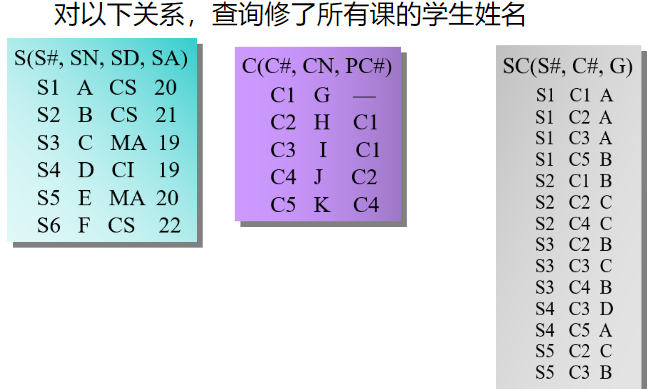 对以下关系，查询修了所有课的学生姓名
S(S#, SN, SD, SA)
S1 A CS 20
S2 B CS 21
S3 C MA 19
S4 D CI 19
S5 E MA 20
S6 F CS 22
C(C#, CN, PC#)
C1 G —
C2 H C1
C3 I C1
C4 J C2
C5 K C4
SC(S#, C#, G)
S1 C1 A
S1 C2 A
S1 C3 A
S1 C5 B
S2 C1 B
S2 C2 C
S2 C4 C
S3 C2 B
S3 C3 C
S3 C4 B
S4 C3 D
S4 C5 A
S5 C2 C
S5 C3 B